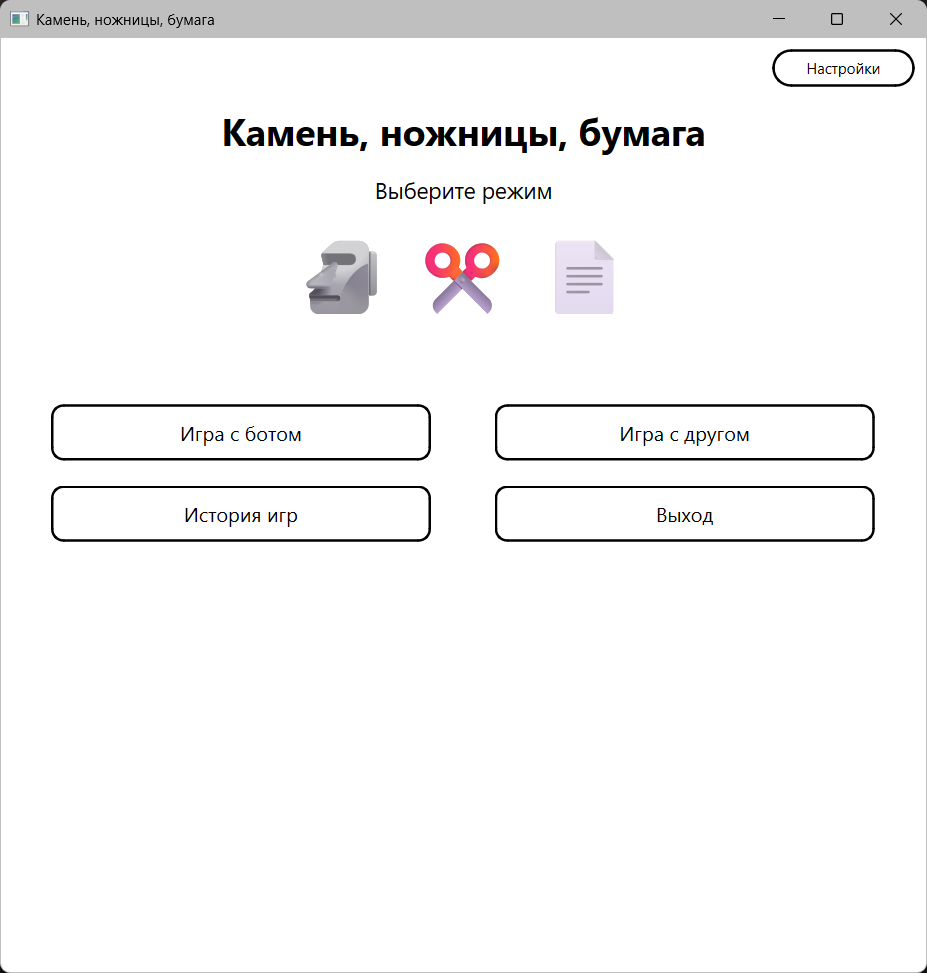 Камень, ножницы, бумага
Настройки
Камень, ножницы, бумага
Выберите режим
Игра с ботом
Игра с другом
История игр
Выход